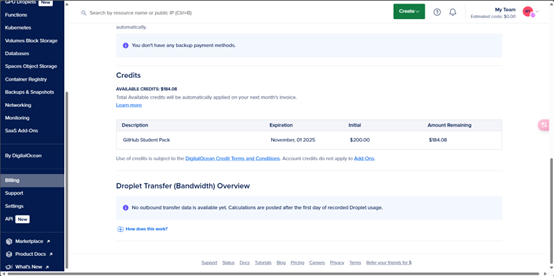 GPU Droplets New
Functions
Kubernetes
Volumes Block Storage
Databases
Spaces Object Storage
Container Registry
Backups & Snapshots
Networking
Monitoring
SaaS Add-Ons
By DigitalOcean
Billing
Support
Settings
API New
Marketplace
Product Docs
What's New
Search by resource name or public IP (Ctrl+B)
Create
My Team
Estimated costs: $0.00
automatically.
You don't have any backup payment methods.
Credits
AVAILABLE CREDITS: $184.08
Total Available credits will be automatically applied on your next month's invoice.
Learn more
Description Expiration Initial Amount Remaining
GitHub Student Pack November, 01 2025 $200.00 $184.08
Use of credits is subject to the DigitalOcean Credit Terms and Conditions. Account credits do not apply to Add Ons.
Droplet Transfer (Bandwidth) Overview
No outbound transfer data is available yet. Calculations are posted after the first day of recorded Droplet usage.
How does this work?
Support Status Docs Tutorials Blog Pricing Careers Privacy Terms Refer your friends for $